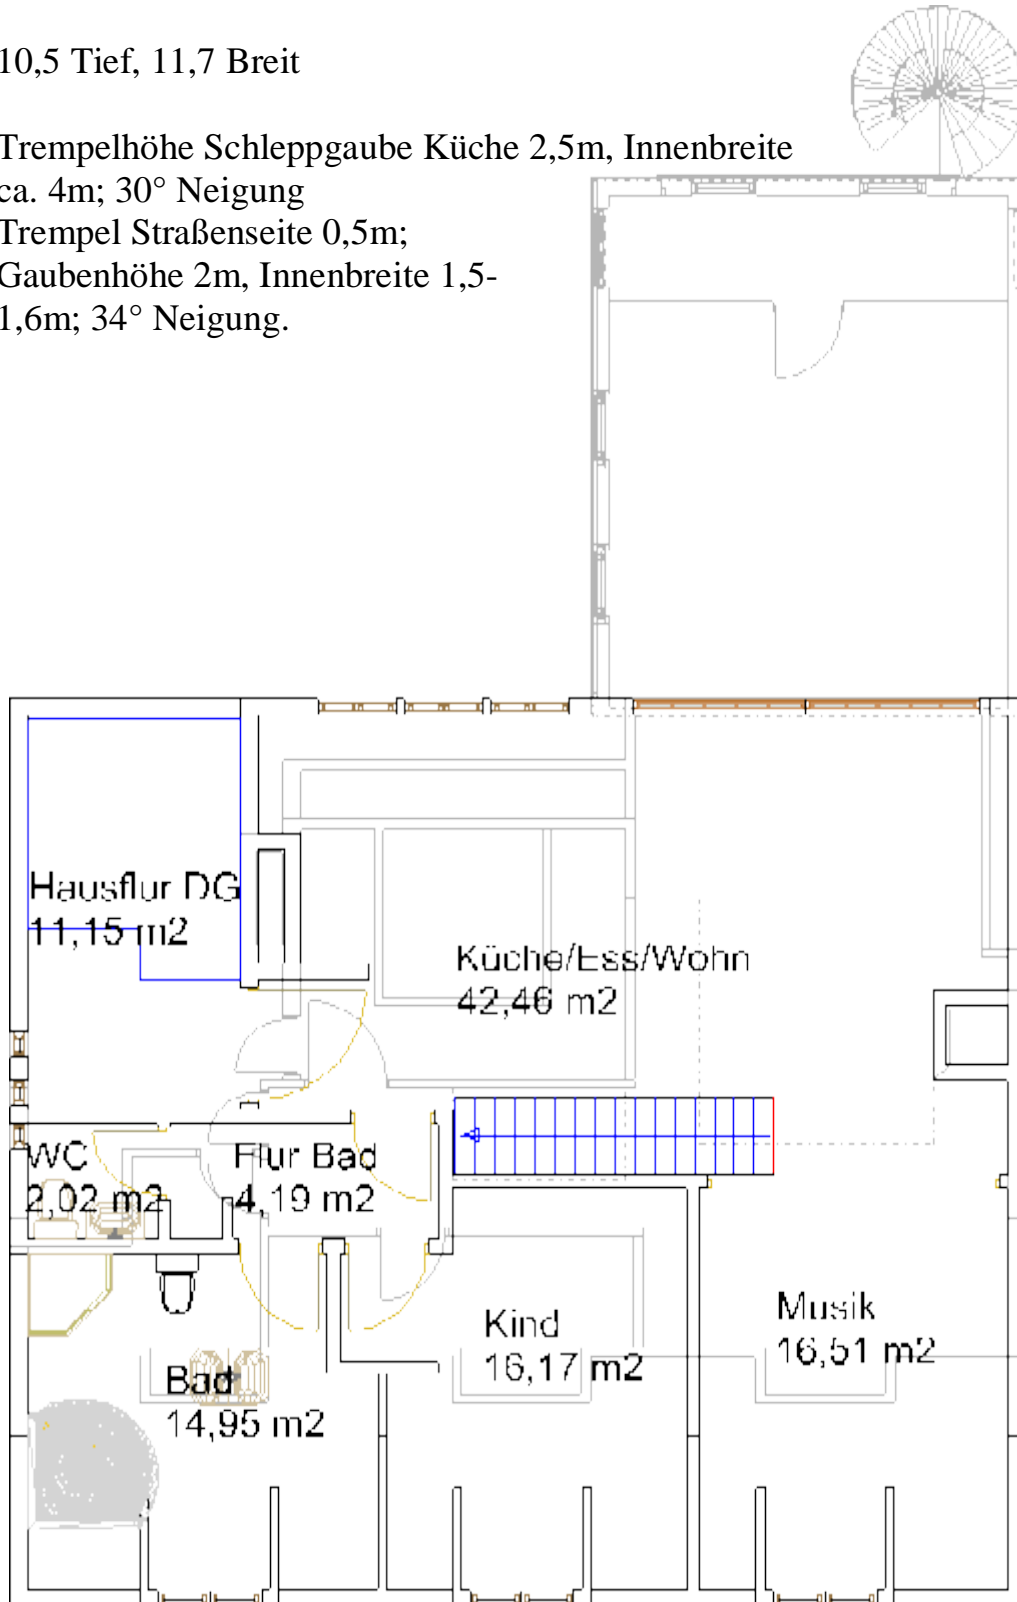 10,5 Tief, 11,7 Breit
Trempelhöhe Schleppgaube Küche 2,5m, Innenbreite
ca. 4m; 30° Neigung
Trempel Straßenseite 0,5m;
Gaubenhöhe 2m, Innenbreite 1,5-
1,6m; 34° Neigung.
Hausflur DG
11,15 m2
Küche/Ess/Wohn
42,46 m2
WC
2,02 m2
Flur Bad
4,19 m2
Kind
16,17 m2
Musik
16,51 m2
Bad
14,95 m2